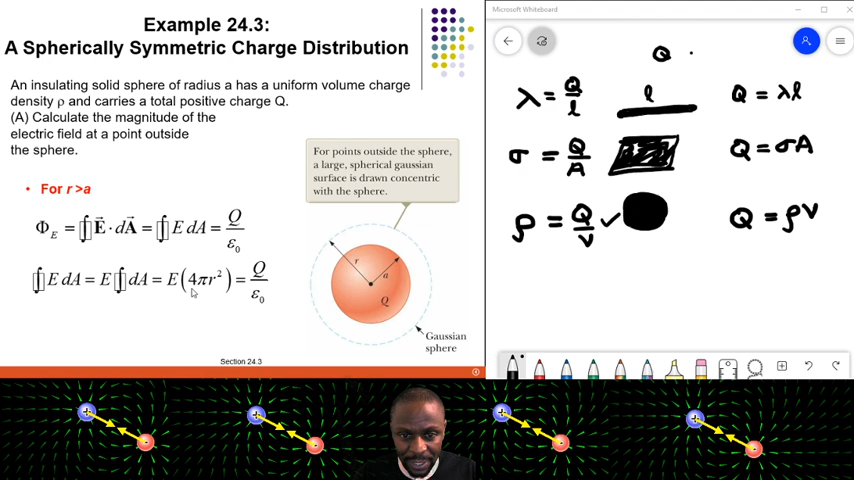 Example 24.3:
A Spherically Symmetric Charge Distribution
An insulating solid sphere of radius a has a uniform volume charge
density ρ and carries a total positive charge Q.
(A) Calculate the magnitude of the
electric field at a point outside
the sphere.
• For r >a
Φ_E = ∯ E⃗ · dA⃗ = ∯ E dA = Q/ε₀
∯ E dA = E ∯ dA = E(4πr²) = Q/ε₀
For points outside the sphere,
a large, spherical gaussian
surface is drawn concentric
with the sphere.
r
a
Q
Gaussian
sphere
Section 24.3
Microsoft Whiteboard
Q .
λ = Q/l
l
Q = λl
σ = Q/A
Q = σA
ρ = Q/V ✓
Q = ρV